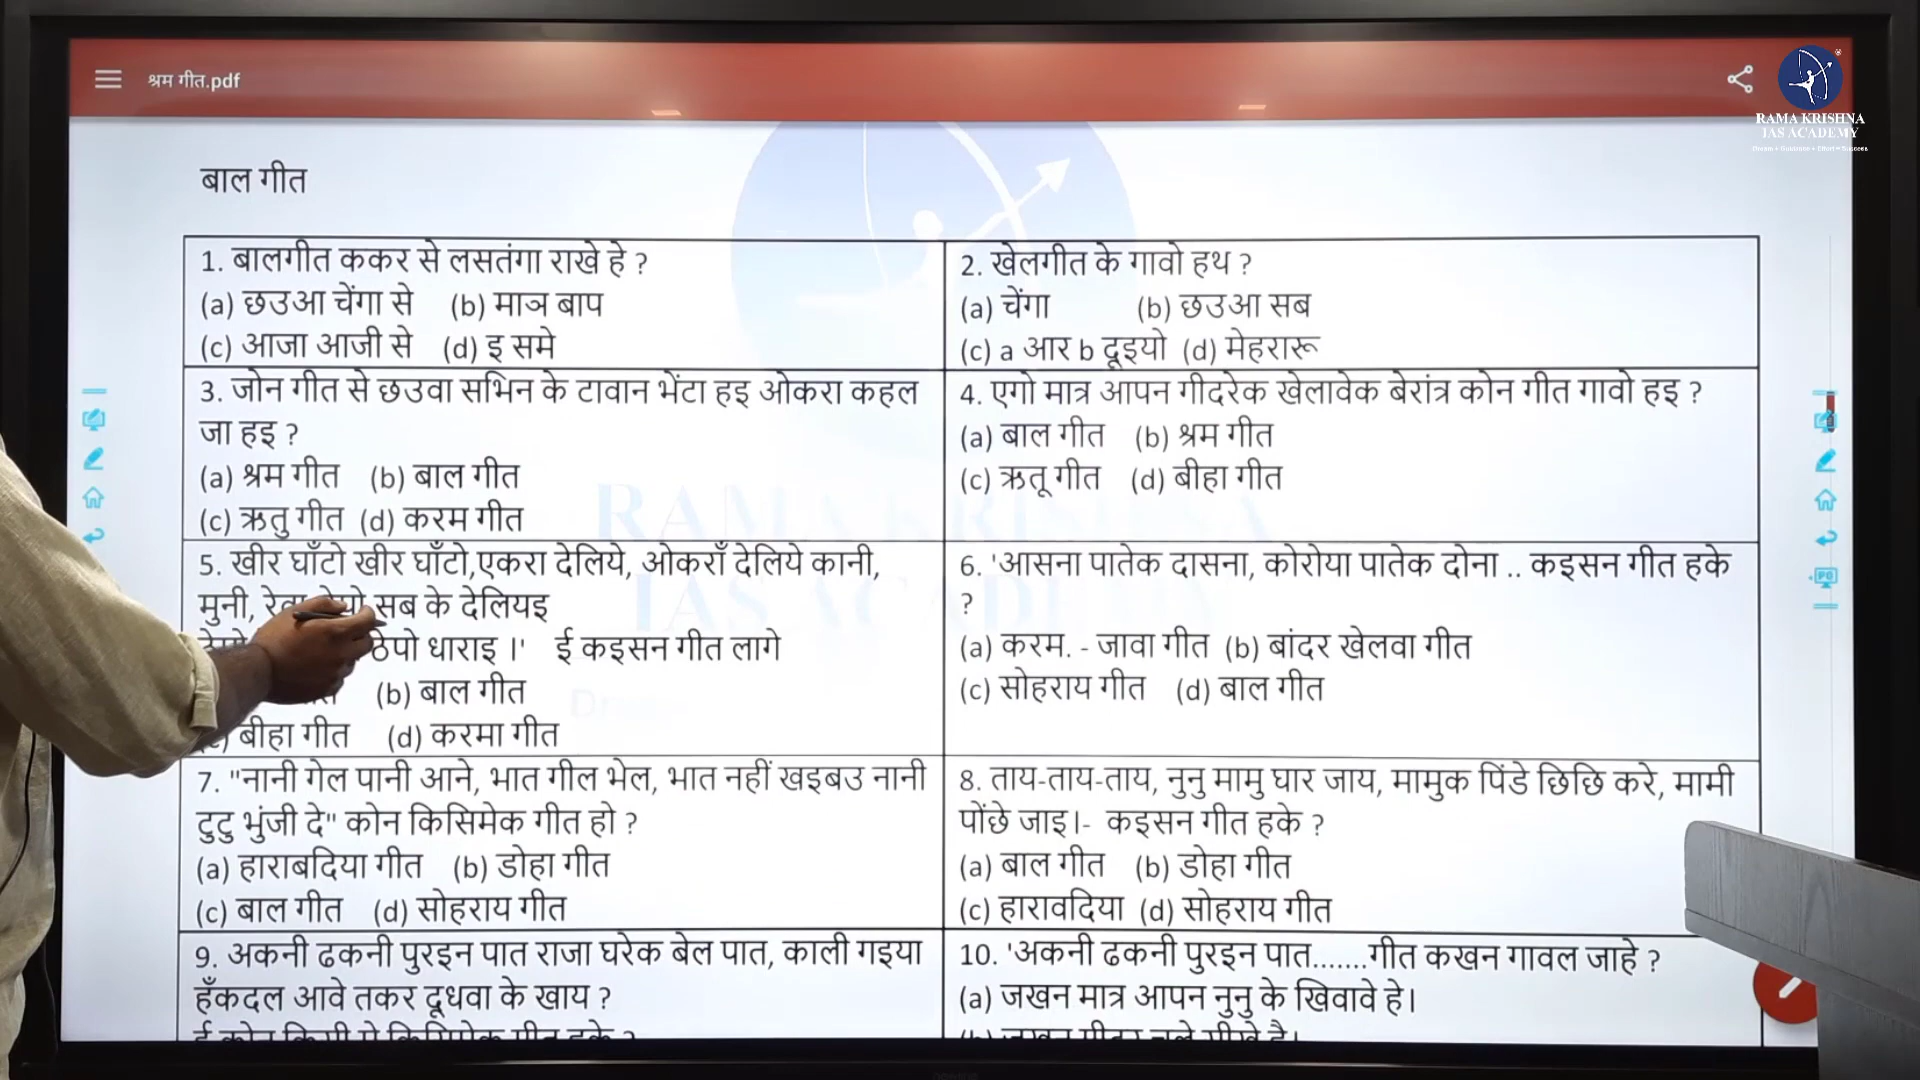 श्रम गीत.pdf
RAMA KRISHNA
IAS ACADEMY
बाल गीत
1. बालगीत ककर से लसतंगा राखे हे ?
(a) छउआ चेंगा से (b) माञ बाप
(c) आजा आजी से (d) इ समे
2. खेलगीत के गावो हथ ?
(a) चेंगा (b) छउआ सब
(c) a आर b दूइयो (d) मेहरारू
3. जोन गीत से छउवा सभिन के टावान भेंटा हइ ओकरा कहल
जा हइ ?
(a) श्रम गीत (b) बाल गीत
(c) ऋतु गीत (d) करम गीत
4. एगो मात्र आपन गीदरेक खेलावेक बेरांत्र कोन गीत गावो हइ ?
(a) बाल गीत (b) श्रम गीत
(c) ऋतू गीत (d) बीहा गीत
5. खीर घाँटो खीर घाँटो,एकरा देलिये, ओकराँ देलिये कानी,
मुनी, सब के देलियइ
ठेपो धाराइ ।' ई कइसन गीत लागे
(b) बाल गीत
बीहा गीत (d) करमा गीत
6. 'आसना पातेक दासना, कोरोया पातेक दोना .. कइसन गीत हके
?
(a) करम. - जावा गीत (b) बांदर खेलवा गीत
(c) सोहराय गीत (d) बाल गीत
7. "नानी गेल पानी आने, भात गील भेल, भात नहीं खइबउ नानी
टुटु भुंजी दे" कोन किसिमेक गीत हो ?
(a) हाराबदिया गीत (b) डोहा गीत
(c) बाल गीत (d) सोहराय गीत
8. ताय-ताय-ताय, नुनु मामु घार जाय, मामुक पिंडे छिछि करे, मामी
पोंछे जाइ।- कइसन गीत हके ?
(a) बाल गीत (b) डोहा गीत
(c) हारावदिया (d) सोहराय गीत
9. अकनी ढकनी पुरइन पात राजा घरेक बेल पात, काली गइया
हँकदल आवे तकर दूधवा के खाय ?
10. 'अकनी ढकनी पुरइन पात.......गीत कखन गावल जाहे ?
(a) जखन मात्र आपन नुनु के खिवावे हे।